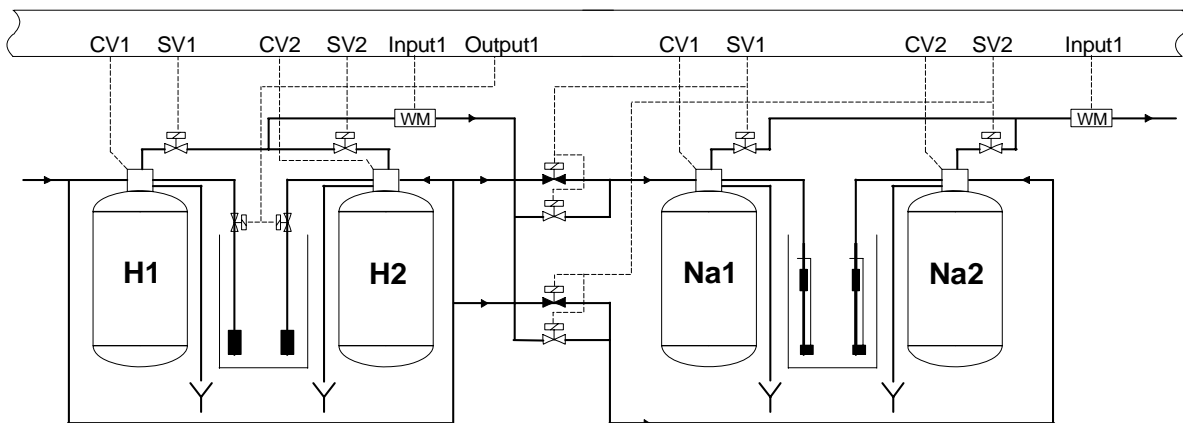 CV1 SV1 CV2 SV2 Input1 Output1 CV1 SV1 CV2 SV2 Input1
WM WM
H1 H2 Na1 Na2